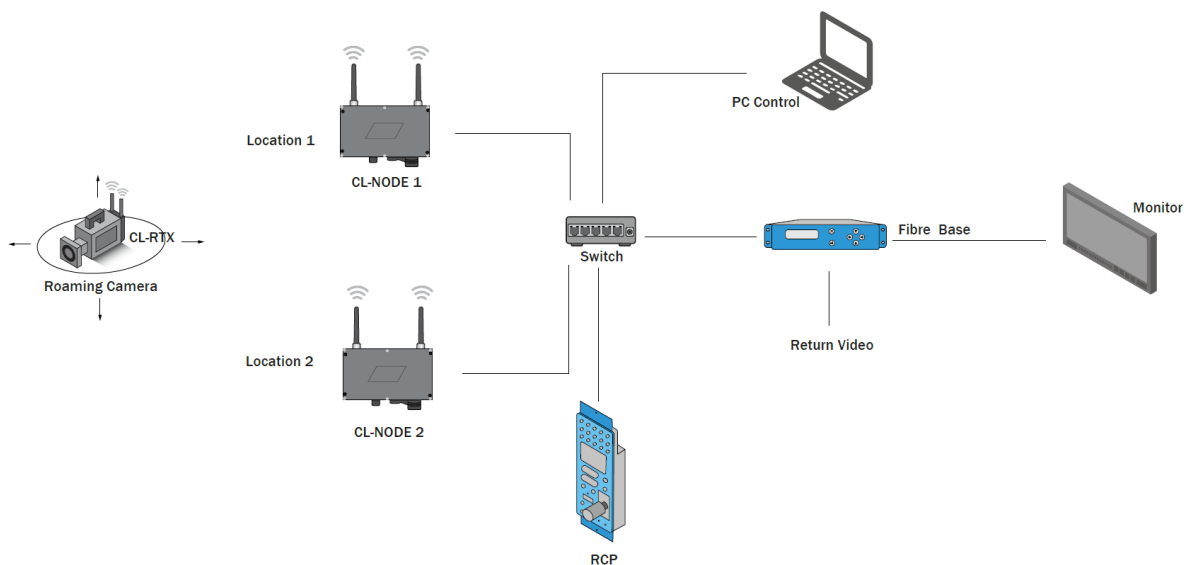 PC Control
Location 1
CL-NODE 1
Monitor
CL-RTX
Fibre Base
Switch
Roaming Camera
Return Video
Location 2
CL-NODE 2
RCP